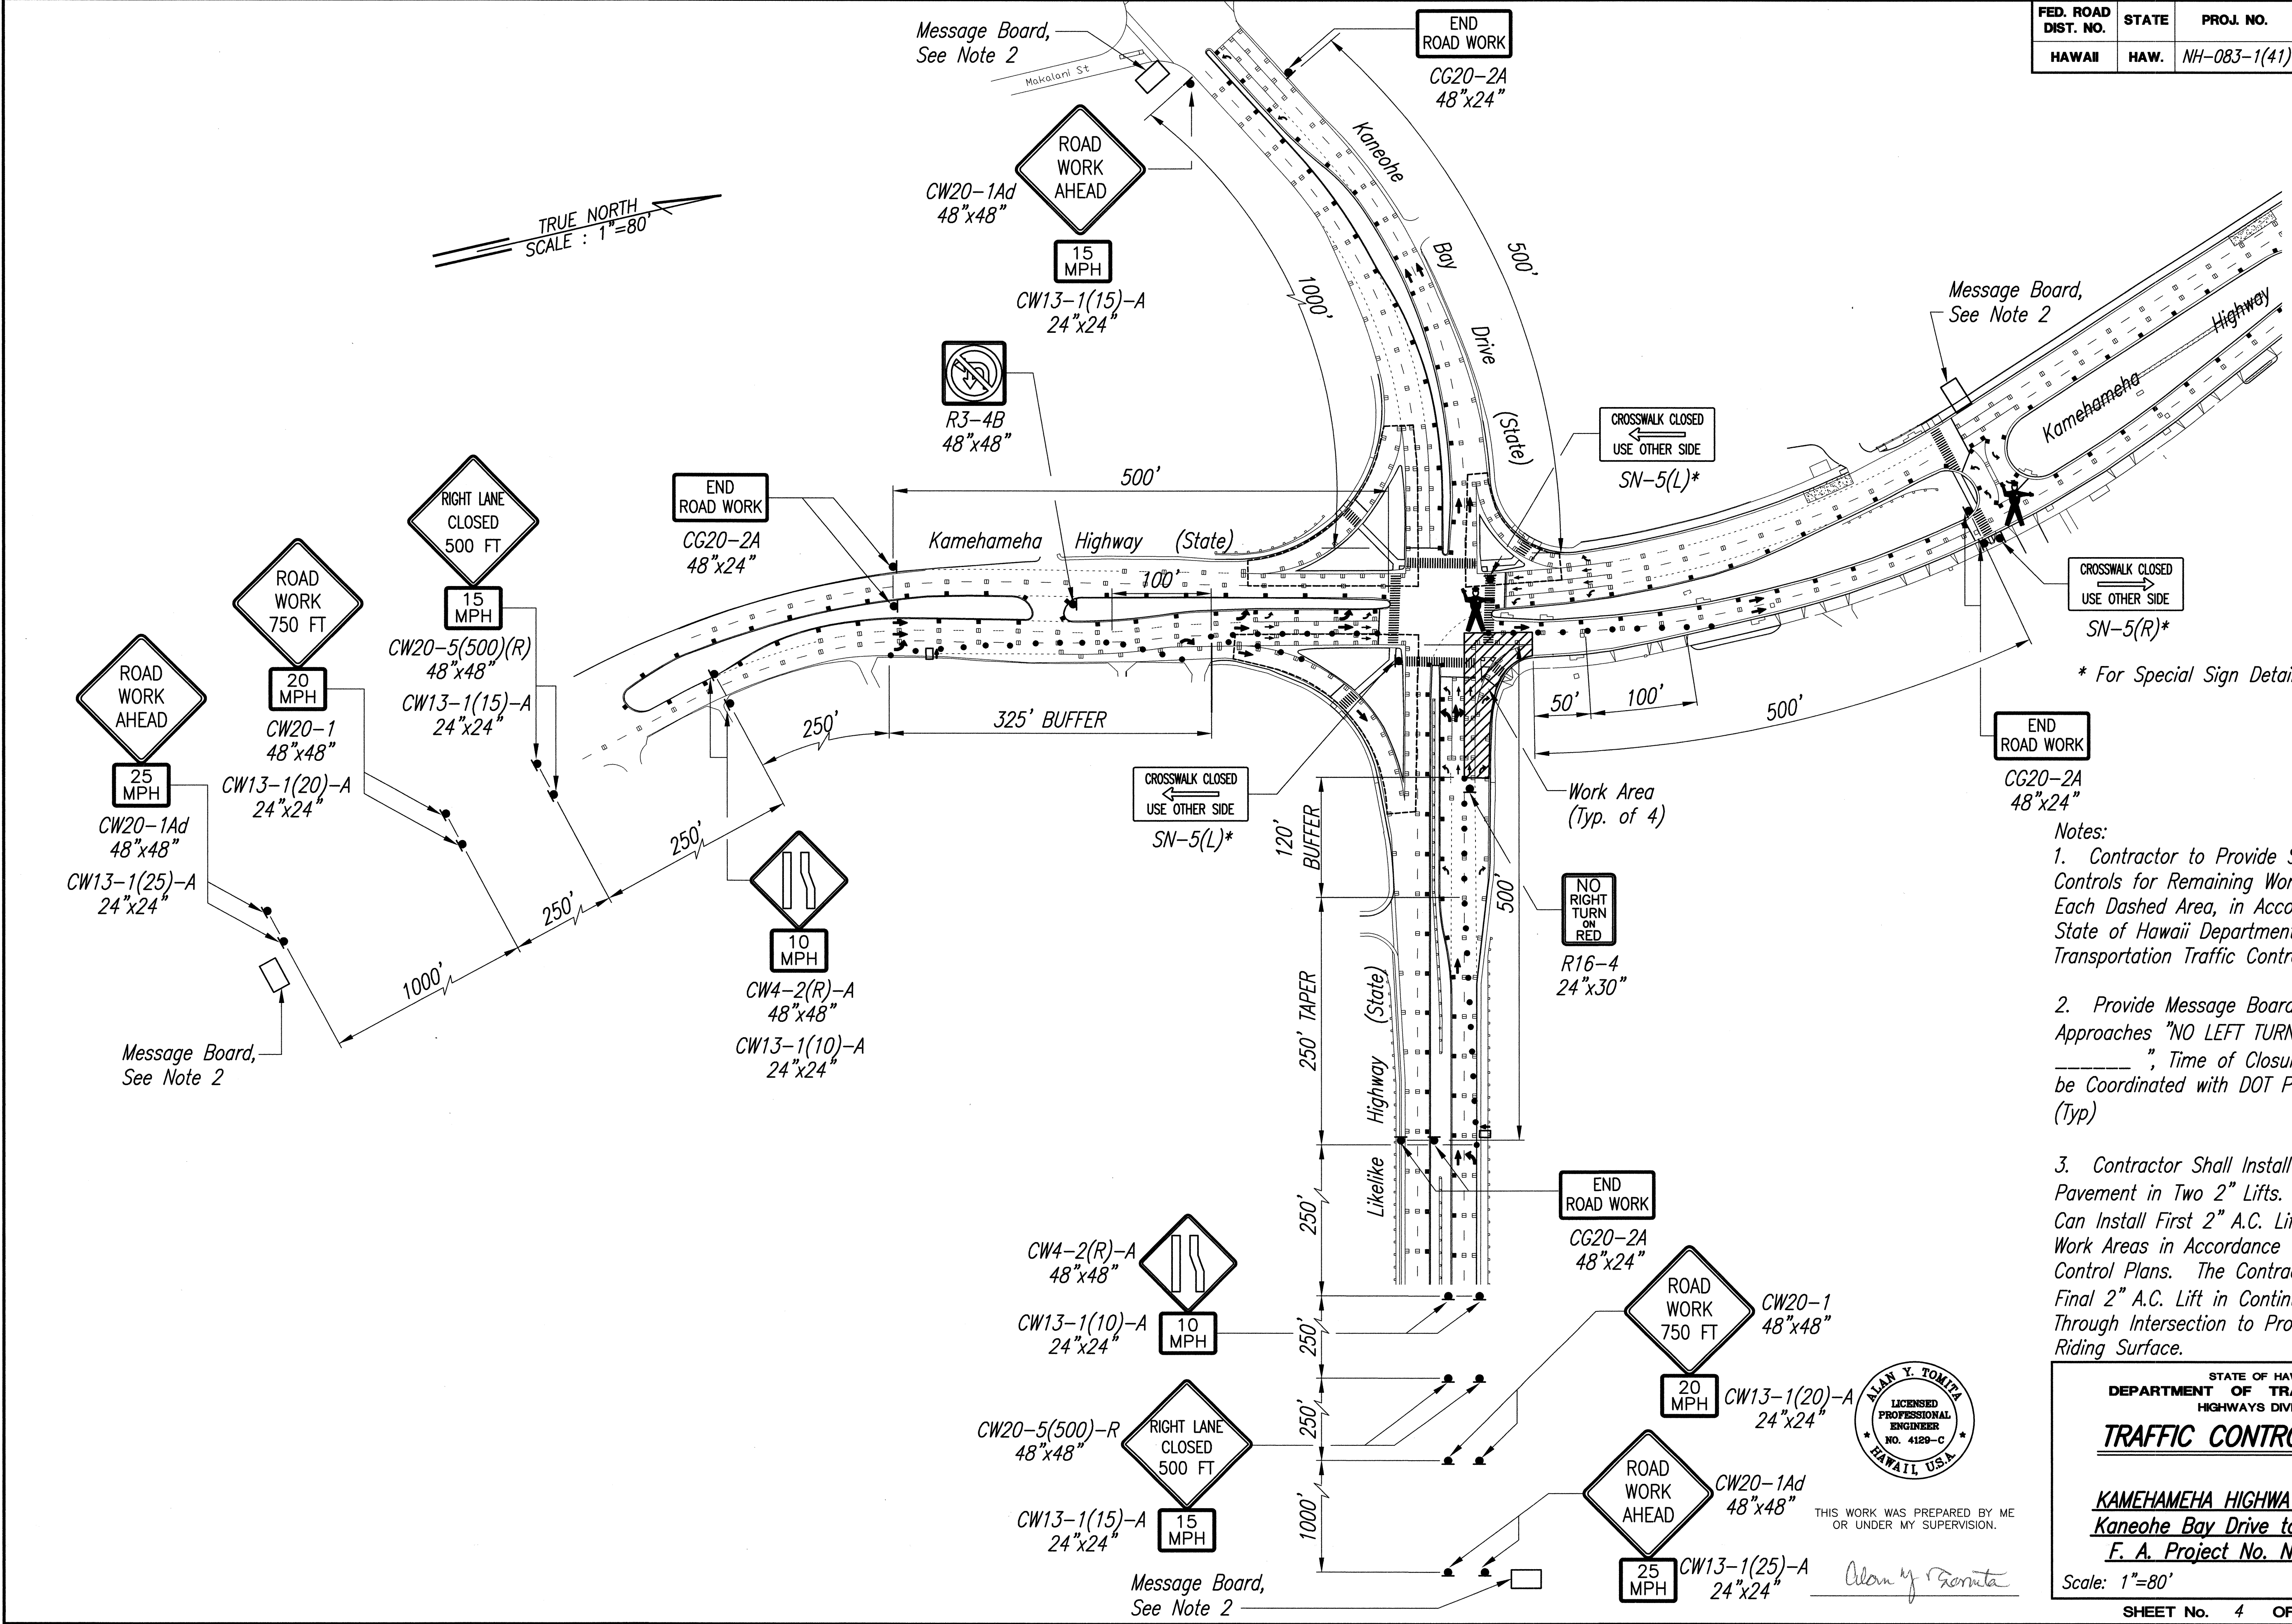 FED. ROAD DIST. NO.
STATE
PROJ. NO.
HAWAII
HAW.
NH-083-1(41)
Message Board,
See Note 2
Makalani St
END
ROAD WORK
CG20-2A
48"x24"
ROAD
WORK
AHEAD
CW20-1Ad
48"x48"
15
MPH
CW13-1(15)-A
24"x24"
TRUE NORTH
SCALE : 1"=80'
Kaneohe
Bay
Drive
(State)
500'
1000'
R3-4B
48"x48"
CROSSWALK CLOSED
USE OTHER SIDE
SN-5(L)*
Message Board,
See Note 2
Highway
Kamehameha
CROSSWALK CLOSED
USE OTHER SIDE
SN-5(R)*
* For Special Sign Detai
RIGHT LANE
CLOSED
500 FT
15
MPH
CW20-5(500)(R)
48"x48"
CW13-1(15)-A
24"x24"
END
ROAD WORK
CG20-2A
48"x24"
500'
Kamehameha Highway (State)
100'
ROAD
WORK
750 FT
20
MPH
CW20-1
48"x48"
CW13-1(20)-A
24"x24"
ROAD
WORK
AHEAD
25
MPH
CW20-1Ad
48"x48"
CW13-1(25)-A
24"x24"
250'
325' BUFFER
50'
100'
500'
END
ROAD WORK
CG20-2A
48"x24"
250'
250'
1000'
Message Board,
See Note 2
10
MPH
CW4-2(R)-A
48"x48"
CW13-1(10)-A
24"x24"
CROSSWALK CLOSED
USE OTHER SIDE
SN-5(L)*
Work Area
(Typ. of 4)
120'
BUFFER
500'
NO
RIGHT
TURN
ON
RED
R16-4
24"x30"
250' TAPER
Likelike Highway (State)
250'
END
ROAD WORK
CG20-2A
48"x24"
CW4-2(R)-A
48"x48"
CW13-1(10)-A
24"x24"
10
MPH
250'
250'
1000'
ROAD
WORK
750 FT
CW20-1
48"x48"
20
MPH
CW13-1(20)-A
24"x24"
CW20-5(500)-R
48"x48"
RIGHT LANE
CLOSED
500 FT
CW13-1(15)-A
24"x24"
15
MPH
ROAD
WORK
AHEAD
CW20-1Ad
48"x48"
25
MPH
CW13-1(25)-A
24"x24"
Message Board,
See Note 2
ALAN Y. TOMITA
LICENSED
PROFESSIONAL
ENGINEER
NO. 4129-C
* HAWAII, U.S.A. *
THIS WORK WAS PREPARED BY ME
OR UNDER MY SUPERVISION.
Alan Y Tomita
Notes:
1. Contractor to Provide S
Controls for Remaining Wor
Each Dashed Area, in Acco
State of Hawaii Department
Transportation Traffic Contr
2. Provide Message Board
Approaches "NO LEFT TURN
______ ", Time of Closu
be Coordinated with DOT P
(Typ)
3. Contractor Shall Install
Pavement in Two 2" Lifts.
Can Install First 2" A.C. Lif
Work Areas in Accordance
Control Plans. The Contra
Final 2" A.C. Lift in Contin
Through Intersection to Pro
Riding Surface.
STATE OF HA
DEPARTMENT OF TRA
HIGHWAYS DIV
TRAFFIC CONTRO
KAMEHAMEHA HIGHWA
Kaneohe Bay Drive to
F. A. Project No. N
Scale: 1"=80'
SHEET No. 4 OF